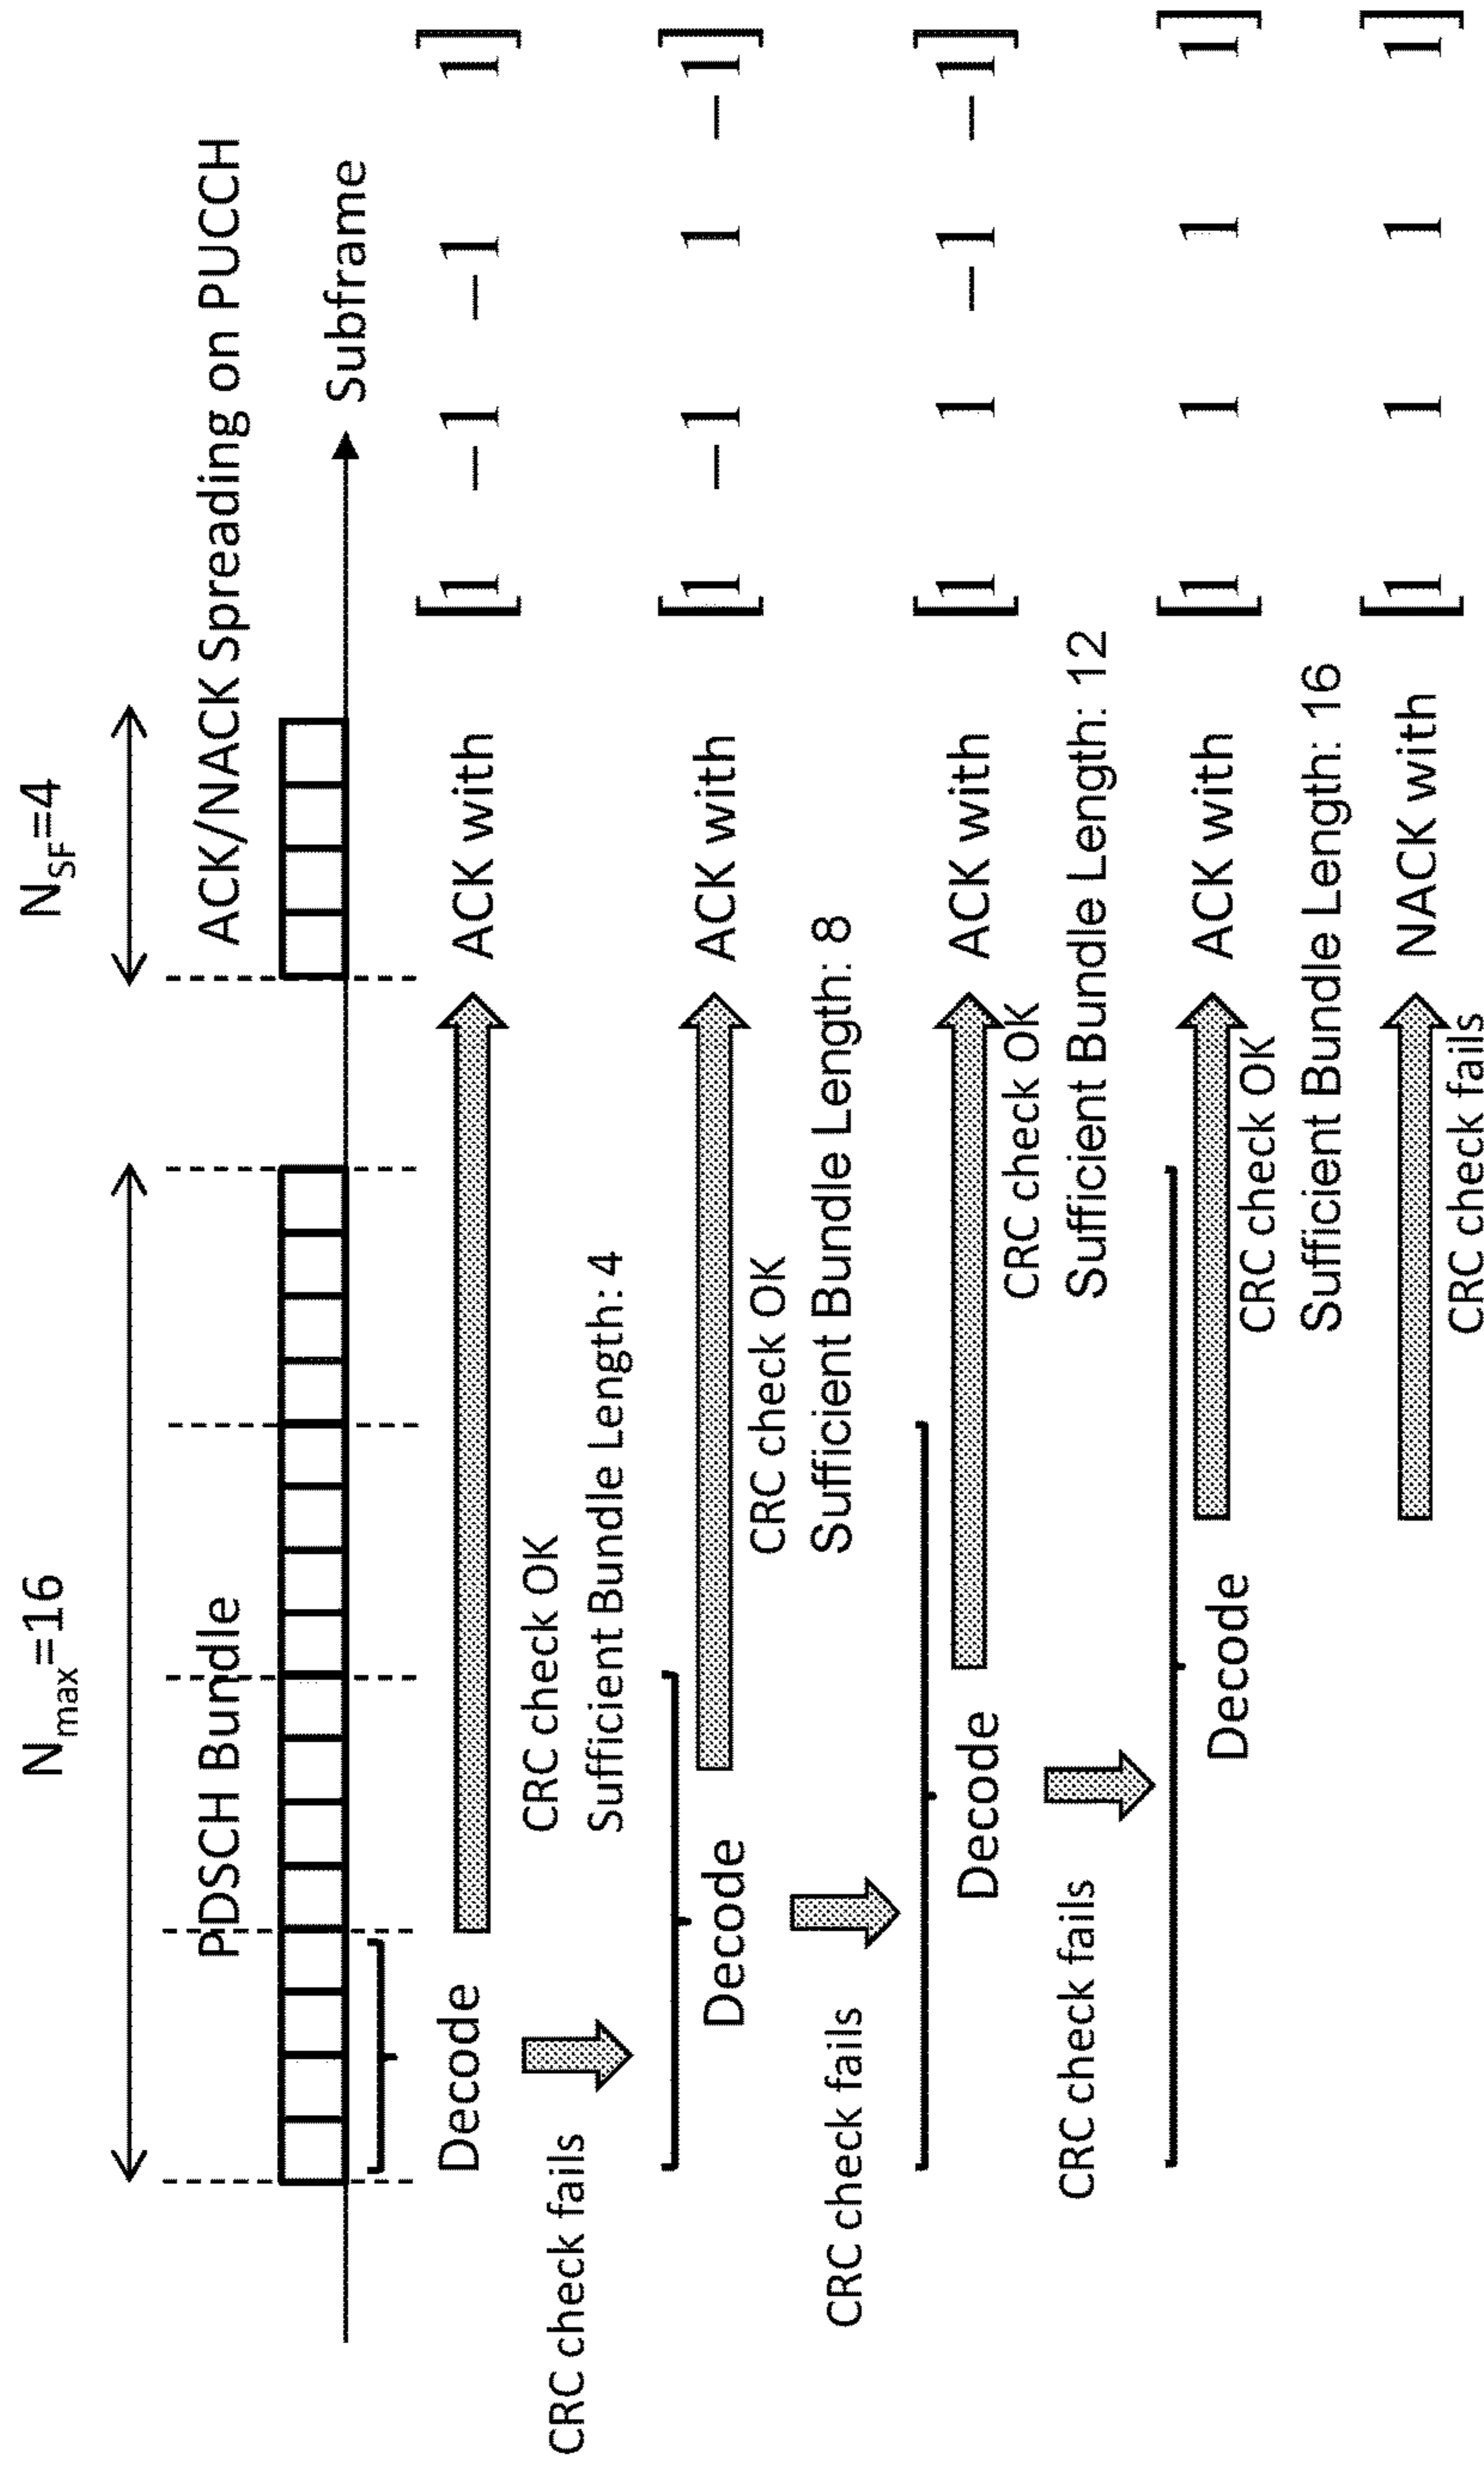 Nmax=16
NSF=4
PDSCH Bundle
ACK/NACK Spreading on PUCCH
Subframe
Decode
ACK with
[1 −1 −1 1]
CRC check fails
CRC check OK
Sufficient Bundle Length: 4
Decode
ACK with
[1 −1 1 −1]
CRC check fails
CRC check OK
Sufficient Bundle Length: 8
Decode
ACK with
[1 1 −1 −1]
CRC check fails
CRC check OK
Sufficient Bundle Length: 12
Decode
ACK with
[1 1 1 1]
CRC check OK
Sufficient Bundle Length: 16
NACK with
[1 1 1 1]
CRC check fails